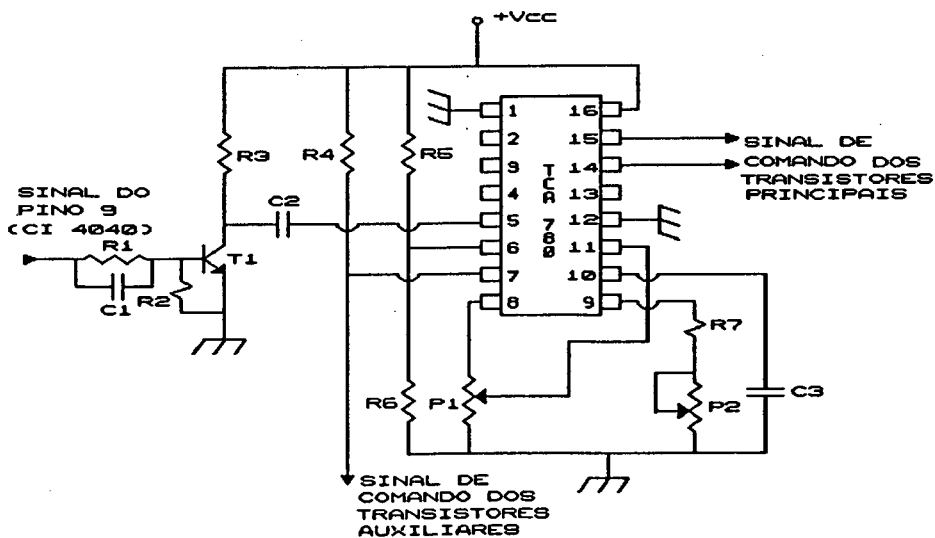 +Vcc
R3
R4
R5
SINAL DO
PINO 9
(CI 4040)
R1
C1
R2
T1
C2
1
2
3
4
5
6
7
8
TCA 780
16
15
14
13
12
11
10
9
SINAL DE
COMANDO DOS
TRANSISTORES
PRINCIPAIS
R6
P1
R7
P2
C3
SINAL DE
COMANDO DOS
TRANSISTORES
AUXILIARES